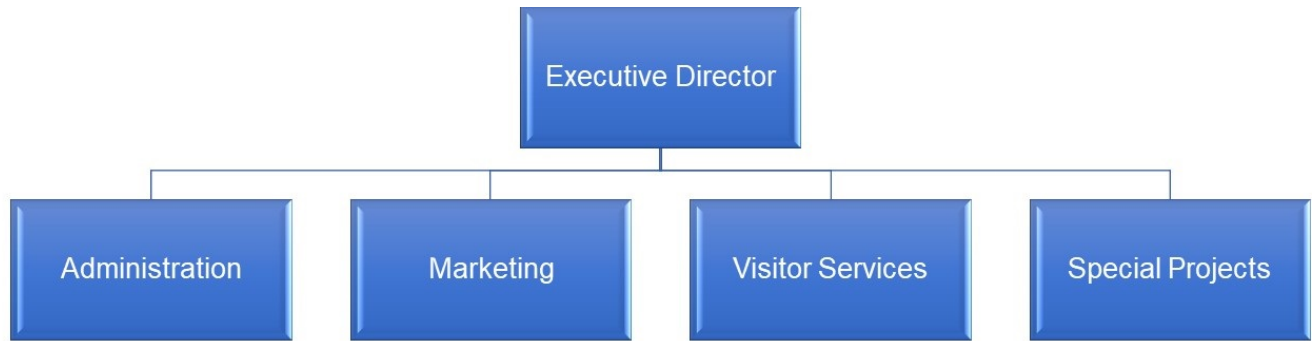 Executive Director
Administration
Marketing
Visitor Services
Special Projects